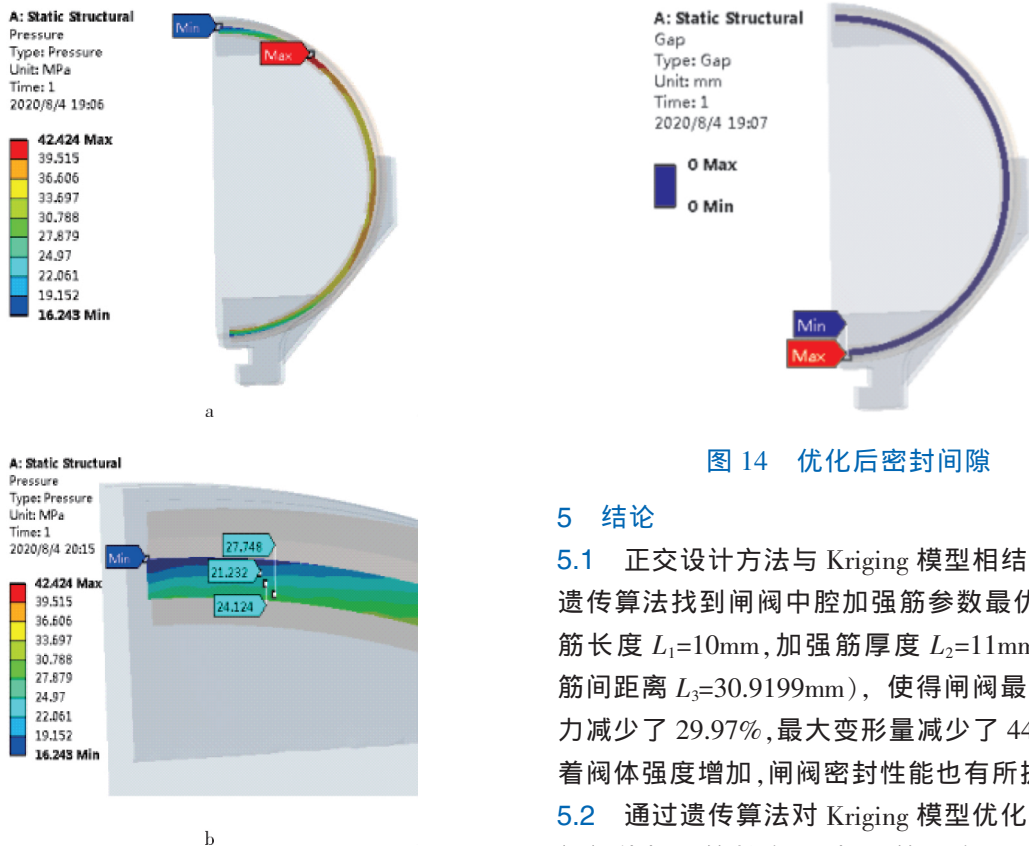 A: Static Structural
Pressure
Type: Pressure
Unit: MPa
Time: 1
2020/8/4 19:06
42.424 Max
39.515
36.606
33.697
30.788
27.879
24.97
22.061
19.152
16.243 Min
Min
Max
a
A: Static Structural
Pressure
Type: Pressure
Unit: MPa
Time: 1
2020/8/4 20:15
42.424 Max
39.515
36.606
33.697
30.788
27.879
24.97
22.061
19.152
16.243 Min
Min
27.748
21.232
24.124
b
A: Static Structural
Gap
Type: Gap
Unit: mm
Time: 1
2020/8/4 19:07
0 Max
0 Min
Min
Max
图 14 优化后密封间隙
5 结论
5.1 正交设计方法与 Kriging 模型相结
遗传算法找到闸阀中腔加强筋参数最优
筋长度 L₁=10mm,加强筋厚度 L₂=11mm
筋间距离 L₃=30.9199mm），使得闸阀最
力减少了 29.97%,最大变形量减少了 44
着阀体强度增加,闸阀密封性能也有所
5.2 通过遗传算法对 Kriging 模型优化